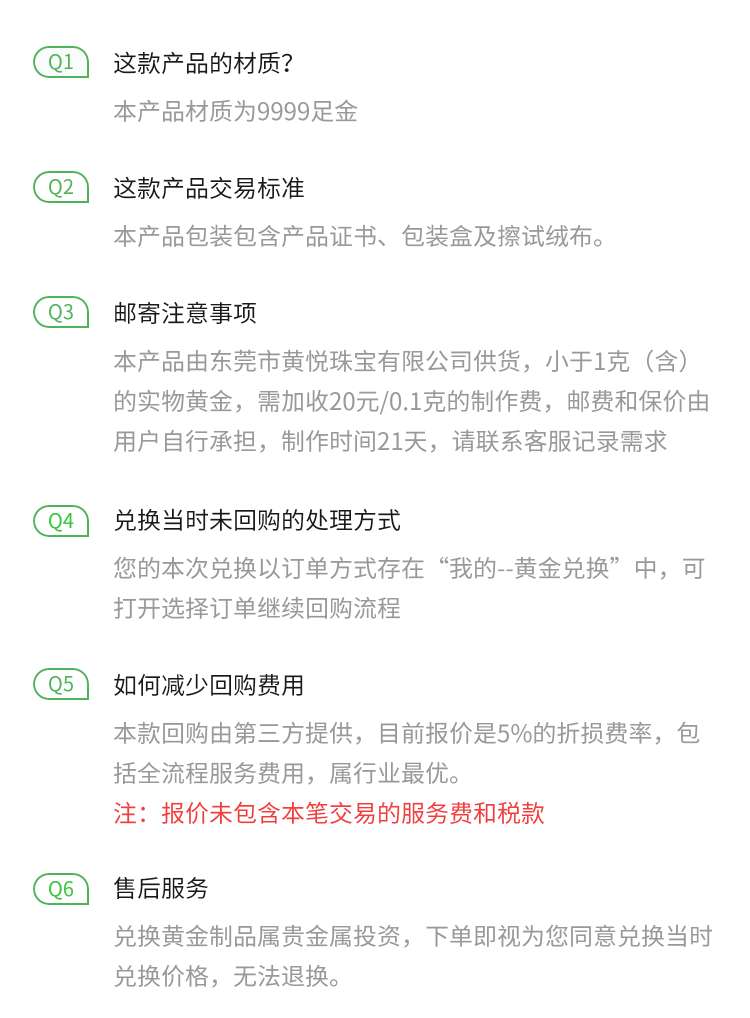 Q1 这款产品的材质？
本产品材质为9999足金
Q2 这款产品交易标准
本产品包装包含产品证书、包装盒及擦试绒布。
Q3 邮寄注意事项
本产品由东莞市黄悦珠宝有限公司供货，小于1克（含）
的实物黄金，需加收20元/0.1克的制作费，邮费和保价由
用户自行承担，制作时间21天，请联系客服记录需求
Q4 兑换当时未回购的处理方式
您的本次兑换以订单方式存在“我的--黄金兑换”中，可
打开选择订单继续回购流程
Q5 如何减少回购费用
本款回购由第三方提供，目前报价是5%的折损费率，包
括全流程服务费用，属行业最优。
注：报价未包含本笔交易的服务费和税款
Q6 售后服务
兑换黄金制品属贵金属投资，下单即视为您同意兑换当时
兑换价格，无法退换。